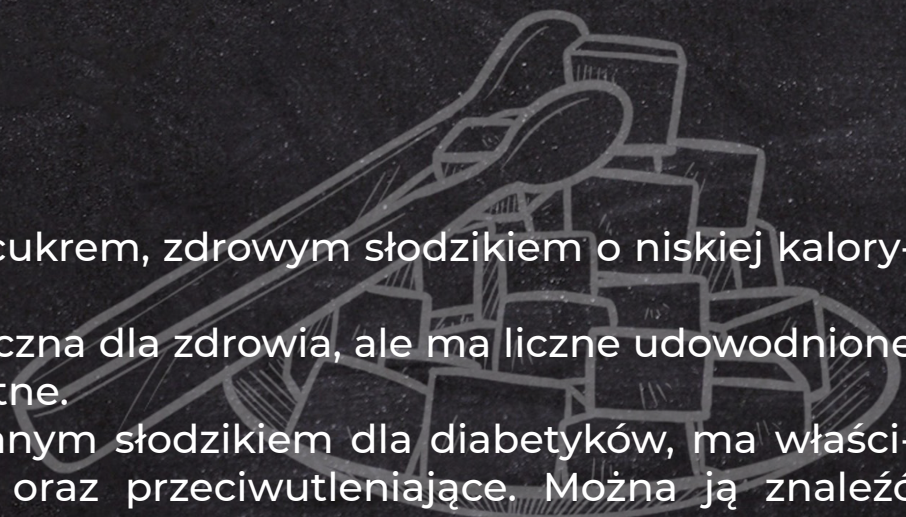 cukrem, zdrowym słodzikiem o niskiej kalory-
czna dla zdrowia, ale ma liczne udowodnione
tne.
nnym słodzikiem dla diabetyków, ma właści-
oraz przeciwutleniające. Można ją znaleźć